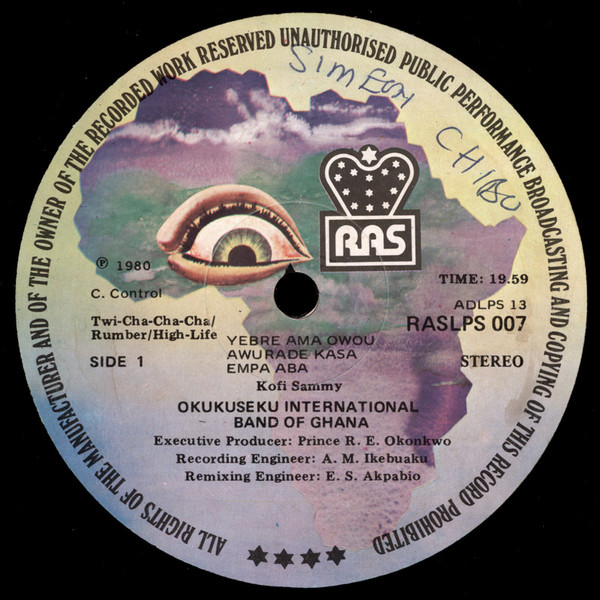 ALL RIGHTS OF THE MANUFACTURER AND OF THE OWNER OF THE RECORDED WORK RESERVED UNAUTHORISED PUBLIC PERFORMANCE BROADCASTING AND COPYING OF THIS RECORD PROHIBITED
SIMEON
CHIBU
RAS
℗ 1980
TIME: 19.59
C. Control
ADLPS 13
RASLPS 007
Twi-Cha-Cha-Cha/
Rumber/High-Life
SIDE 1
STEREO
YEBRE AMA OWOU
AWURADE KASA
EMPA ABA
Kofi Sammy
OKUKUSEKU INTERNATIONAL
BAND OF GHANA
Executive Producer: Prince R. E. Okonkwo
Recording Engineer: A. M. Ikebuaku
Remixing Engineer: E. S. Akpabio